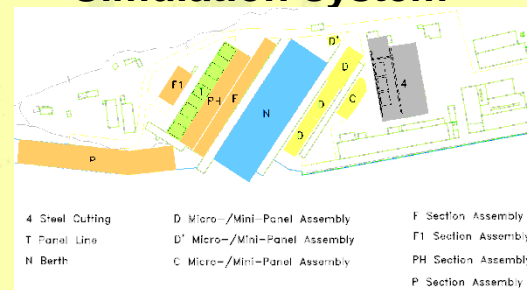 Simulation System
D*
D
F1
T
F
PH
N
D
C
4
D
P
4 Steel Cutting
T Panel Line
N Berth
D Micro-/Mini-Panel Assembly
D* Micro-/Mini-Panel Assembly
C Micro-/Mini-Panel Assembly
F Section Assembly
F1 Section Assembly
PH Section Assembly
P Section Assembly